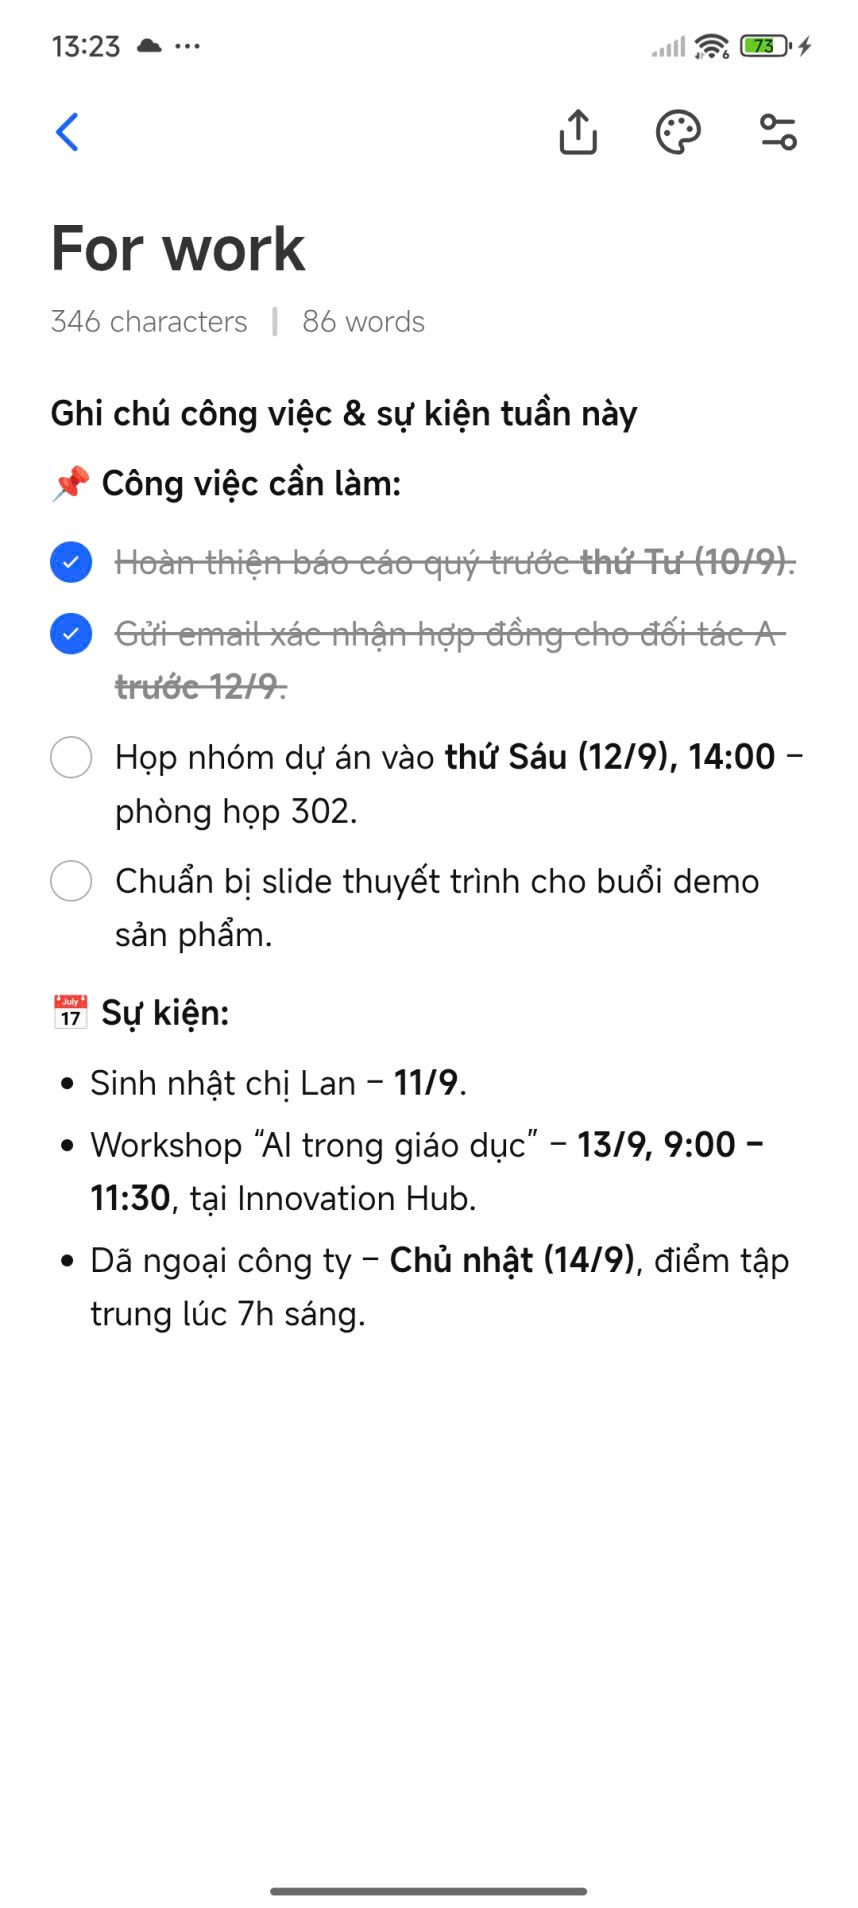 13:23
73
For work
346 characters | 86 words
Ghi chú công việc & sự kiện tuần này
📌 Công việc cần làm:
Hoàn thiện báo cáo quý trước thứ Tư (10/9).
Gửi email xác nhận hợp đồng cho đối tác A
trước 12/9.
Họp nhóm dự án vào thứ Sáu (12/9), 14:00 –
phòng họp 302.
Chuẩn bị slide thuyết trình cho buổi demo
sản phẩm.
📅 Sự kiện:
• Sinh nhật chị Lan – 11/9.
• Workshop “AI trong giáo dục” – 13/9, 9:00 –
11:30, tại Innovation Hub.
• Dã ngoại công ty – Chủ nhật (14/9), điểm tập
trung lúc 7h sáng.